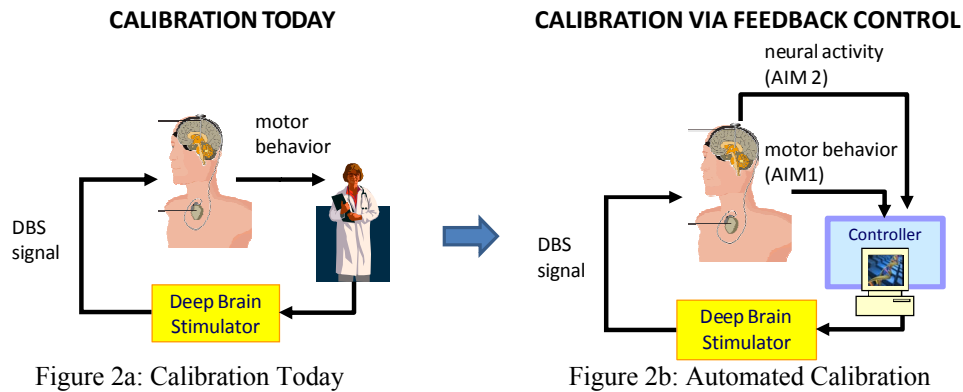 CALIBRATION TODAY
motor
behavior
DBS
signal
Deep Brain
Stimulator
Figure 2a: Calibration Today
CALIBRATION VIA FEEDBACK CONTROL
neural activity
(AIM 2)
motor behavior
(AIM1)
Controller
DBS
signal
Deep Brain
Stimulator
Figure 2b: Automated Calibration